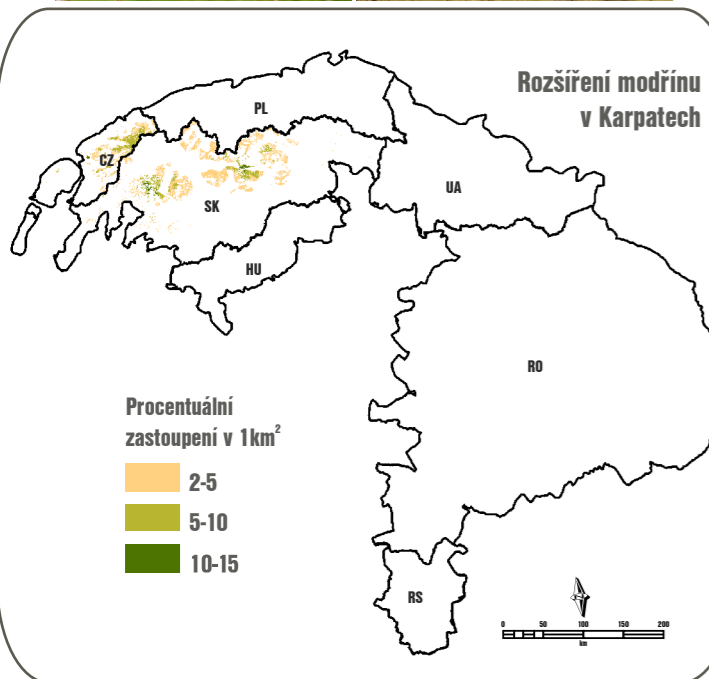 Rozšíření modřínu
v Karpatech
PL
CZ
SK
UA
HU
RO
RS
Procentuální
zastoupení v 1km²
2-5
5-10
10-15
0 50 100 150 200
km